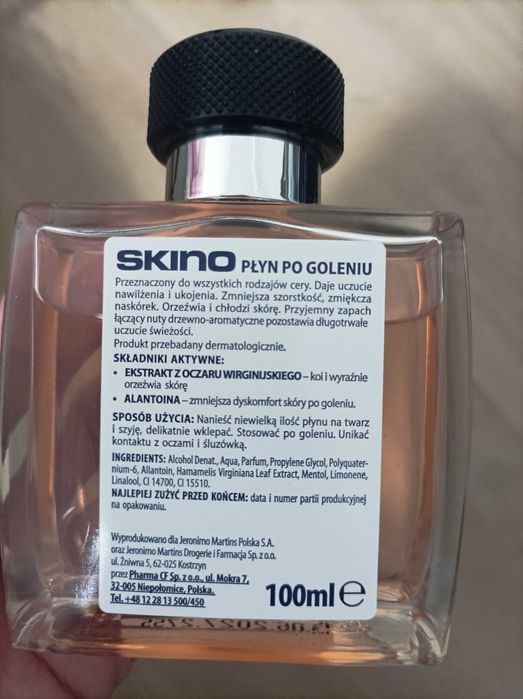 SKINO PŁYN PO GOLENIU
Przeznaczony do wszystkich rodzajów cery. Daje uczucie
nawilżenia i ukojenia. Zmniejsza szorstkość, zmiękcza
naskórek. Orzeźwia i chłodzi skórę. Przyjemny zapach
łączący nuty drzewno-aromatyczne pozostawia długotrwałe
uczucie świeżości.
Produkt przebadany dermatologicznie.
SKŁADNIKI AKTYWNE:
• EKSTRAKT Z OCZARU WIRGINIJSKIEGO – koi i wyraźnie
orzeźwia skórę
• ALANTOINA – zmniejsza dyskomfort skóry po goleniu.
SPOSÓB UŻYCIA: Nanieść niewielką ilość płynu na twarz
i szyję, delikatnie wklepać. Stosować po goleniu. Unikać
kontaktu z oczami i śluzówką.
INGREDIENTS: Alcohol Denat., Aqua, Parfum, Propylene Glycol, Polyquater-
nium-6, Allantoin, Hamamelis Virginiana Leaf Extract, Mentol, Limonene,
Linalool, CI 14700, CI 15510.
NAJLEPIEJ ZUŻYĆ PRZED KOŃCEM: data i numer partii produkcyjnej
na opakowaniu.
Wyprodukowano dla Jeronimo Martins Polska S.A.
oraz Jeronimo Martins Drogerie i Farmacja Sp. z o.o.
ul. Żniwna 5, 62-025 Kostrzyn
przez Pharma CF Sp. z o.o., ul. Mokra 7,
32-005 Niepołomice, Polska.
Tel. +48 12 28 13 500/450
100ml e